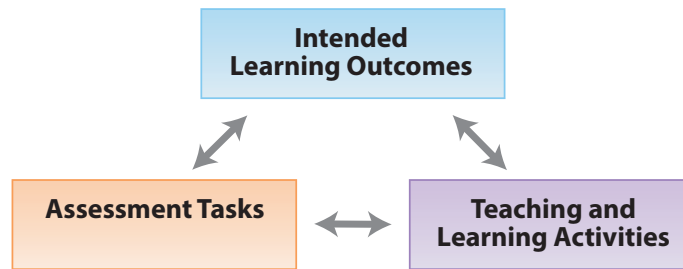 Intended
Learning Outcomes
Assessment Tasks
Teaching and
Learning Activities